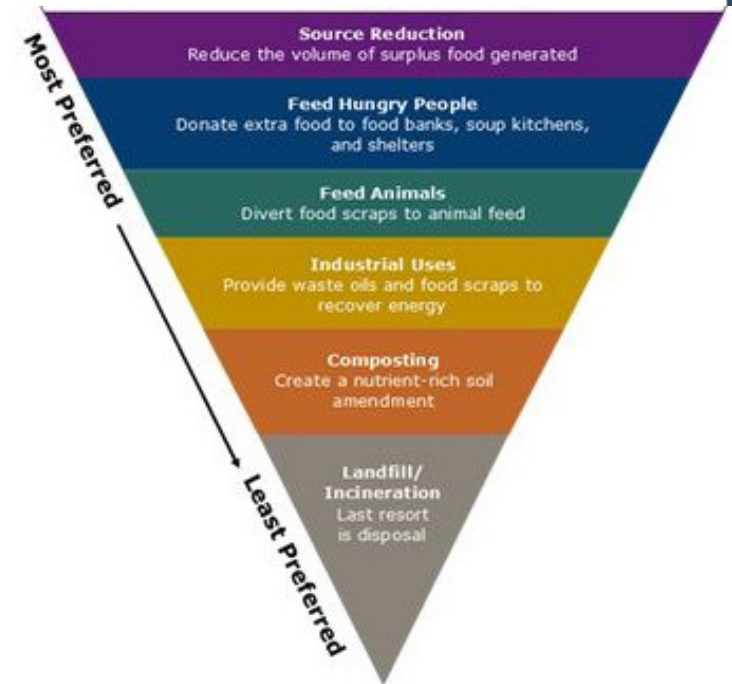 Most Preferred
Source Reduction
Reduce the volume of surplus food generated
Feed Hungry People
Donate extra food to food banks, soup kitchens,
and shelters
Feed Animals
Divert food scraps to animal feed
Industrial Uses
Provide waste oils and food scraps to
recover energy
Composting
Create a nutrient-rich soil
amendment
Landfill/
Incineration
Last resort
is disposal
Least Preferred